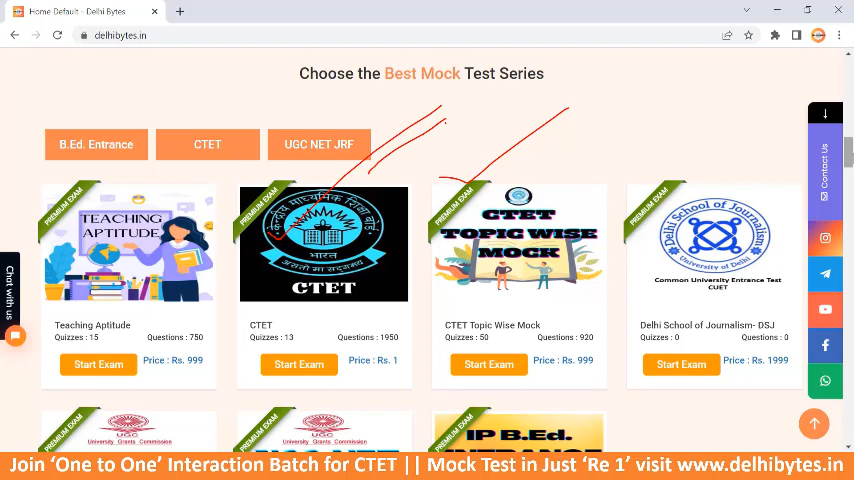 Home Default - Delhi Bytes
delhibytes.in
Choose the Best Mock Test Series
B.Ed. Entrance
CTET
UGC NET JRF
Contact Us
Chat with us
PREMIUM EXAM
TEACHING
APTITUDE
Teaching Aptitude
Quizzes : 15 Questions : 750
Start Exam Price : Rs. 999
PREMIUM EXAM
केन्द्रीय माध्यमिक शिक्षा बोर्ड
भारत
असतो मा सद्गमय
CTET
CTET
Quizzes : 13 Questions : 1950
Start Exam Price : Rs. 1
PREMIUM EXAM
CTET
TOPIC WISE
MOCK
CTET Topic Wise Mock
Quizzes : 50 Questions : 920
Start Exam Price : Rs. 999
PREMIUM EXAM
Delhi School of Journalism
University of Delhi
Common University Entrance Test
CUET
Delhi School of Journalism- DSJ
Quizzes : 0 Questions : 0
Start Exam Price : Rs. 1999
PREMIUM EXAM
UGC
University Grants Commission
PREMIUM EXAM
UGC
University Grants Commission
PREMIUM EXAM
IP B.Ed.
Join ‘One to One’ Interaction Batch for CTET || Mock Test in Just ‘Re 1’ visit www.delhibytes.in